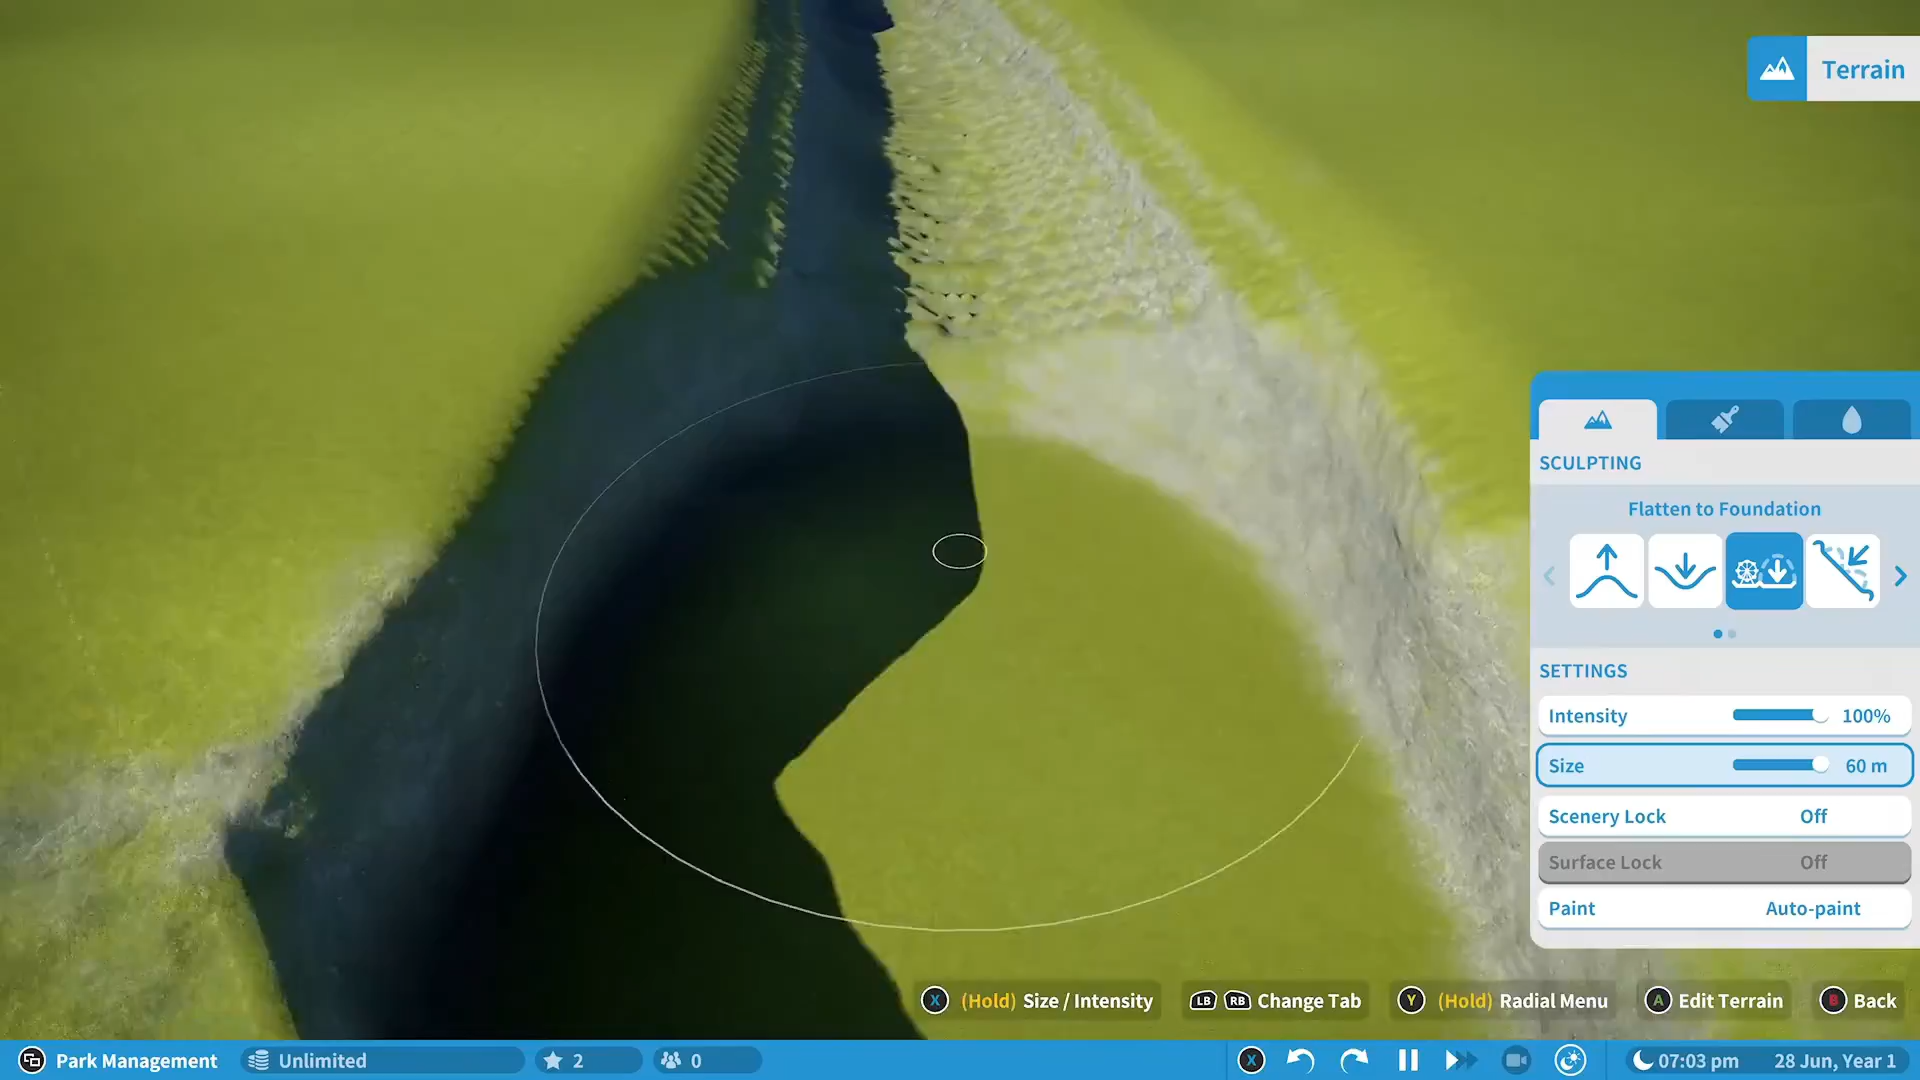 Terrain
SCULPTING
Flatten to Foundation
SETTINGS
Intensity 100%
Size 60 m
Scenery Lock Off
Surface Lock Off
Paint Auto-paint
X (Hold) Size / Intensity LB RB Change Tab Y (Hold) Radial Menu A Edit Terrain B Back
Park Management Unlimited 2 0 X 07:03 pm 28 Jun, Year 1